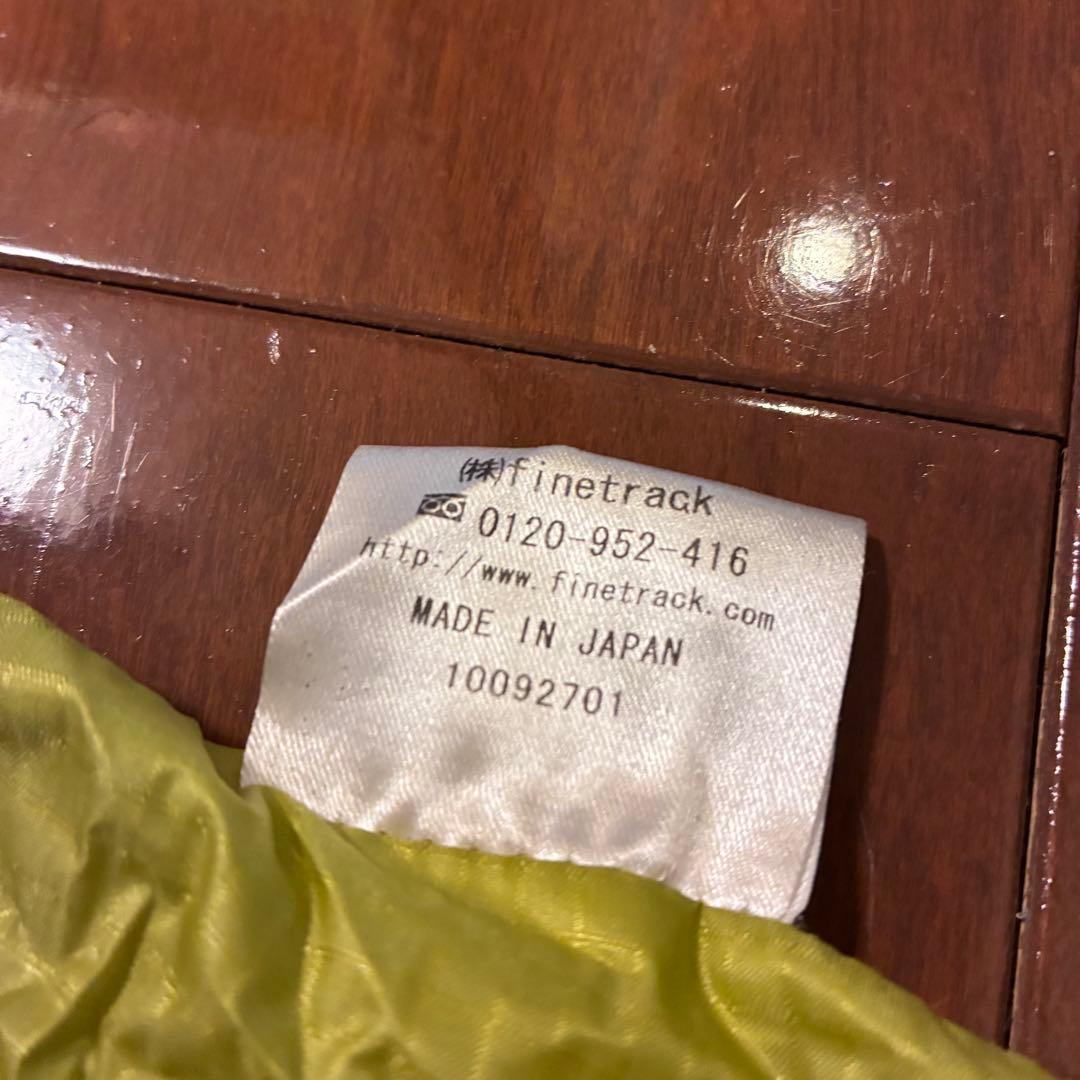 (株)finetrack
0120-952-416
http://www.finetrack.com
MADE IN JAPAN
10092701